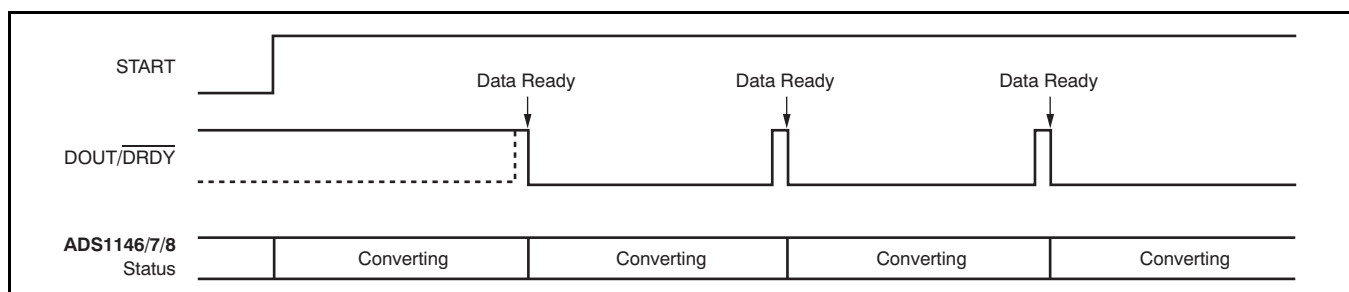 START
Data Ready
Data Ready
Data Ready
DOUT/DRDY
ADS1146/7/8
Status
Converting
Converting
Converting
Converting